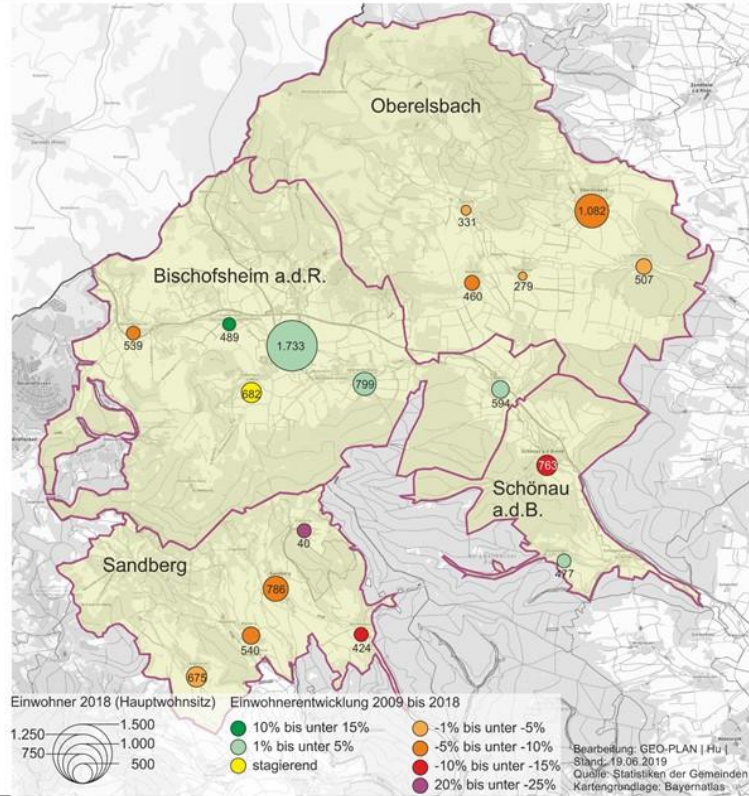 Oberelsbach
331
1.082
279
460
507
Bischofsheim a.d.R.
539
489
1.733
682
799
594
763
Schönau
a.d.B.
477
Sandberg
40
786
540
424
675
Einwohner 2018 (Hauptwohnsitz)
1.500
1.250
1.000
750
500
Einwohnerentwicklung 2009 bis 2018
10% bis unter 15%
1% bis unter 5%
stagierend
-1% bis unter -5%
-5% bis unter -10%
-10% bis unter -15%
20% bis unter -25%
Bearbeitung: GEO-PLAN | Hu |
Stand: 19.06.2019
Quelle: Statistiken der Gemeinden
Kartengrundlage: Bayernatlas